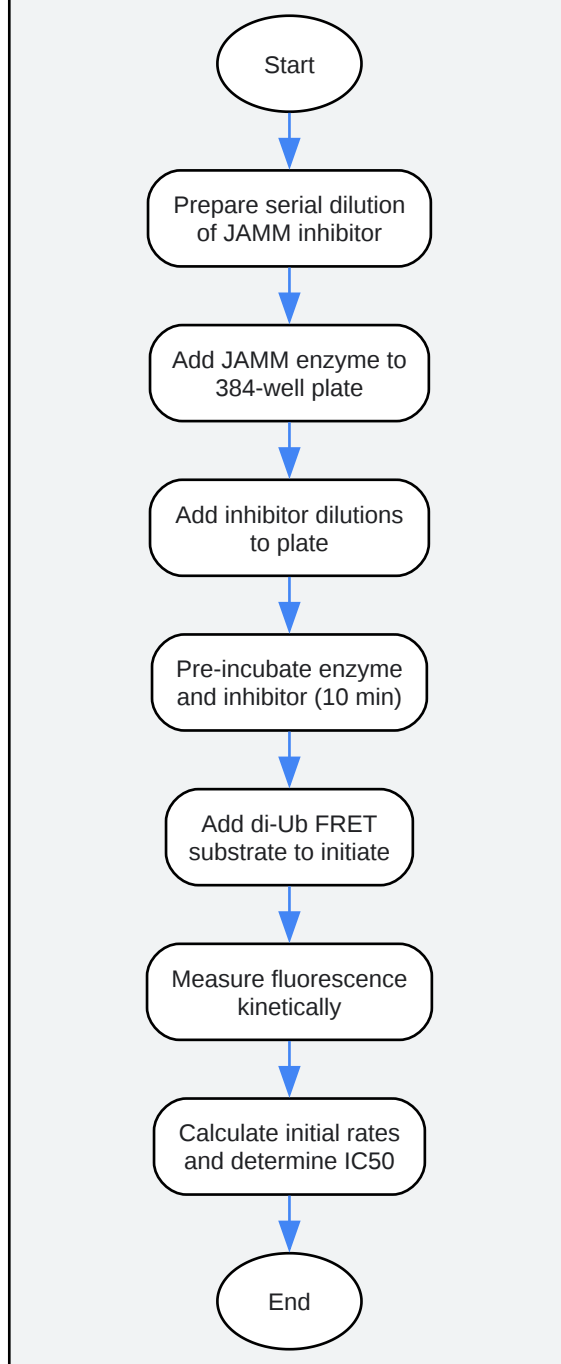 Start
Prepare serial dilution
of JAMM inhibitor
Add JAMM enzyme to
384-well plate
Add inhibitor dilutions
to plate
Pre-incubate enzyme
and inhibitor (10 min)
Add di-Ub FRET
substrate to initiate
Measure fluorescence
kinetically
Calculate initial rates
and determine IC50
End